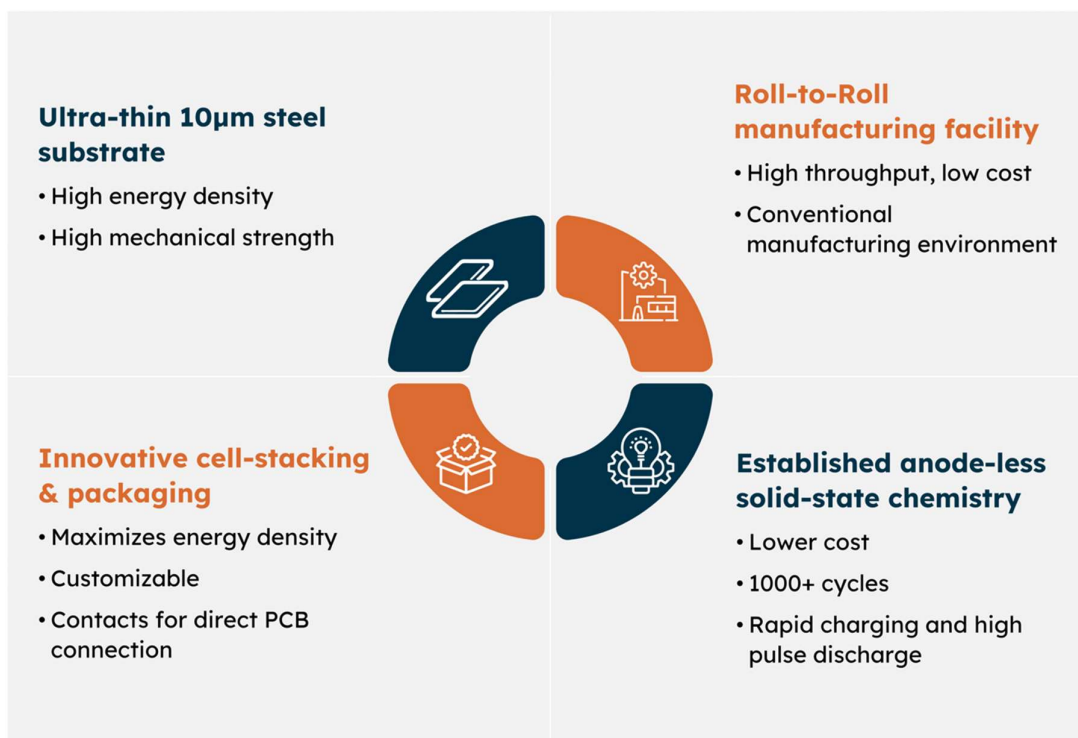 Ultra-thin 10µm steel
substrate
• High energy density
• High mechanical strength
Roll-to-Roll
manufacturing facility
• High throughput, low cost
• Conventional
manufacturing environment
Innovative cell-stacking
& packaging
• Maximizes energy density
• Customizable
• Contacts for direct PCB
connection
Established anode-less
solid-state chemistry
• Lower cost
• 1000+ cycles
• Rapid charging and high
pulse discharge